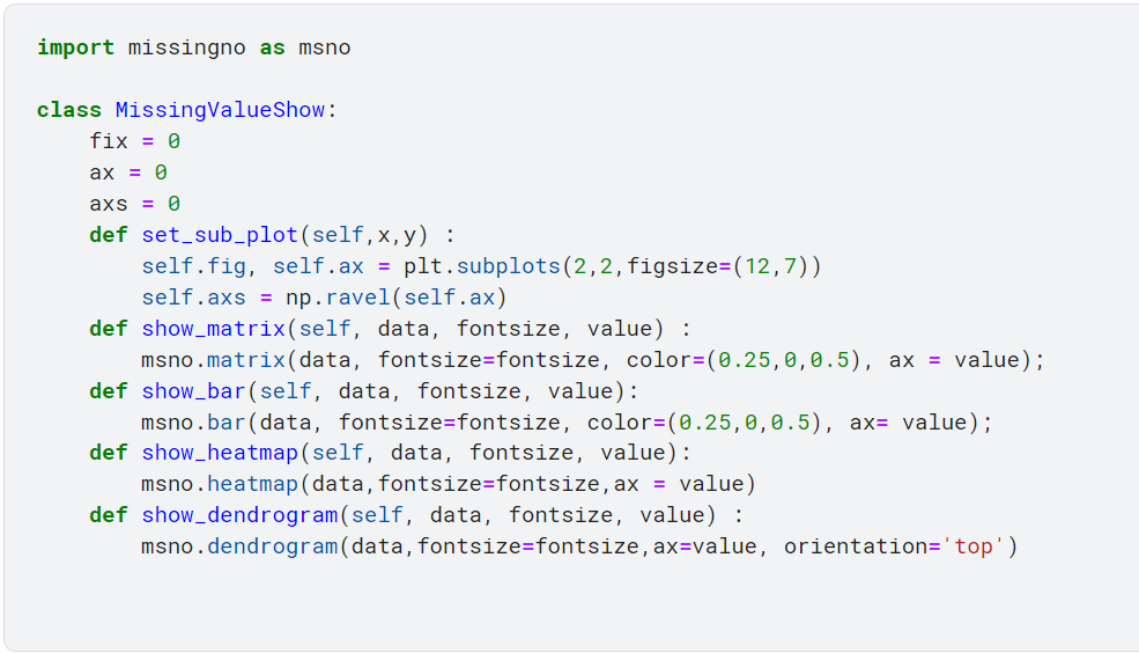 import missingno as msno
class MissingValueShow:
    fix = 0
    ax = 0
    axs = 0
    def set_sub_plot(self,x,y) :
        self.fig, self.ax = plt.subplots(2,2,figsize=(12,7))
        self.axs = np.ravel(self.ax)
    def show_matrix(self, data, fontsize, value) :
        msno.matrix(data, fontsize=fontsize, color=(0.25,0,0.5), ax = value);
    def show_bar(self, data, fontsize, value):
        msno.bar(data, fontsize=fontsize, color=(0.25,0,0.5), ax= value);
    def show_heatmap(self, data, fontsize, value):
        msno.heatmap(data,fontsize=fontsize,ax = value)
    def show_dendrogram(self, data, fontsize, value) :
        msno.dendrogram(data,fontsize=fontsize,ax=value, orientation='top')